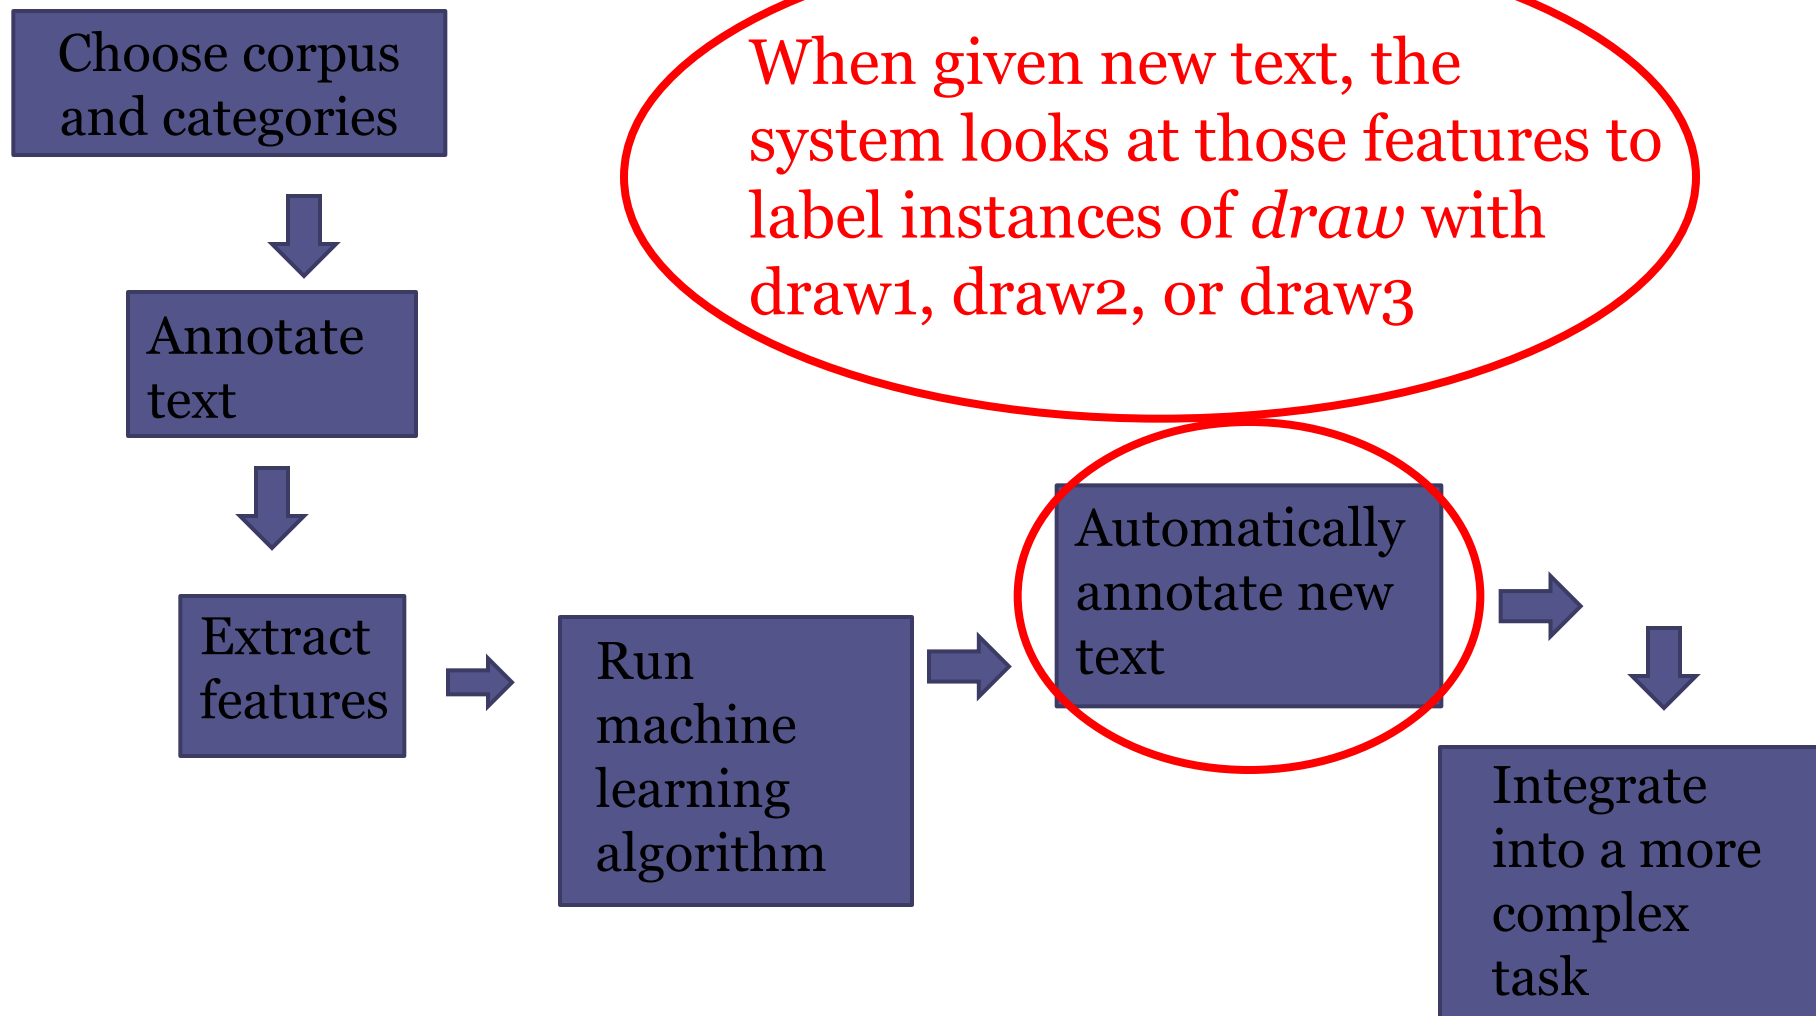 Choose corpus
and categories
When given new text, the
system looks at those features to
label instances of draw with
draw1, draw2, or draw3
Annotate
text
Extract
features
Run
machine
learning
algorithm
Automatically
annotate new
text
Integrate
into a more
complex
task